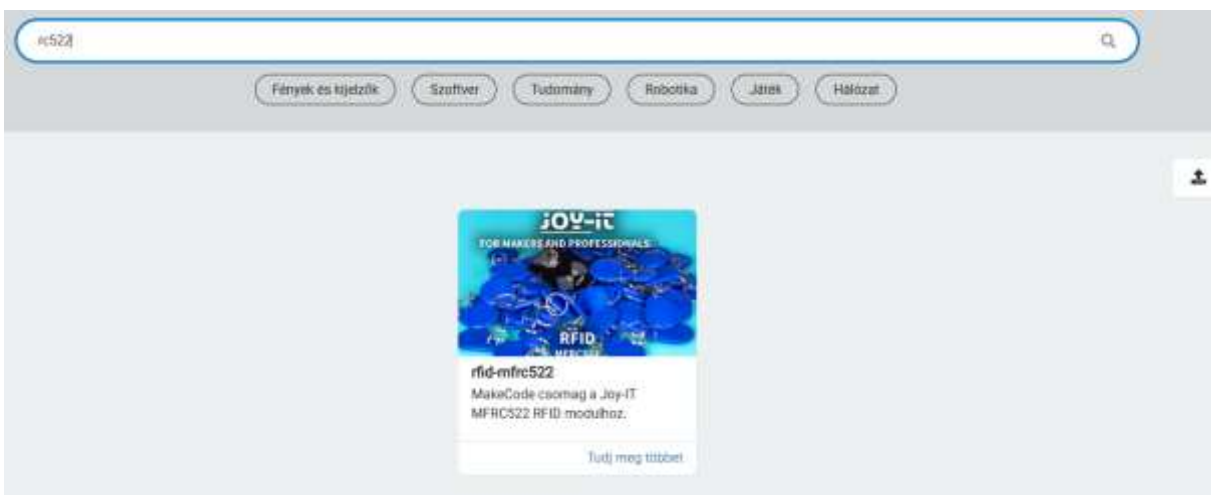 rc522
Fények és kijelzők
Szoftver
Tudomány
Robotika
Játék
Hálózat
JOY-iT
FOR MAKERS AND PROFESSIONALS
RFID
MFRC522
rfid-mfrc522
MakeCode csomag a Joy-IT
MFRC522 RFID modulhoz.
Tudj meg többet